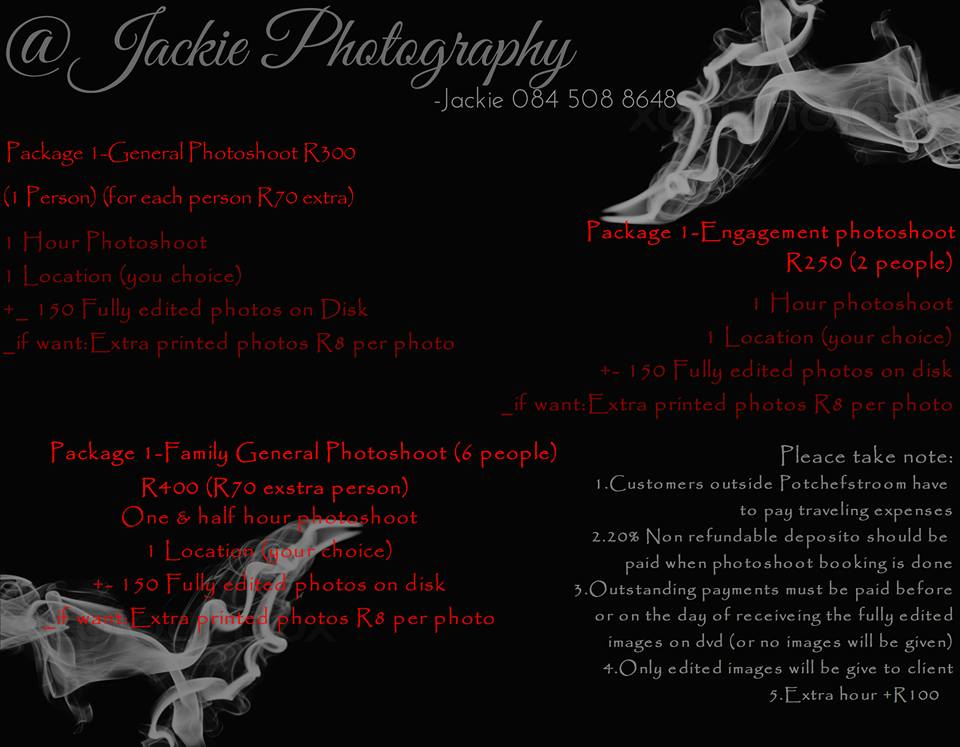 @ Jackie Photography
-Jackie 084 508 8648
Package 1-General Photoshoot R300
(1 Person) (for each person R70 extra)
1 Hour Photoshoot
1 Location (you choice)
+_ 150 Fully edited photos on Disk
_if want:Extra printed photos R8 per photo
Package 1-Engagement photoshoot
R250 (2 people)
1 Hour photoshoot
1 Location (your choice)
+- 150 Fully edited photos on disk
_if want:Extra printed photos R8 per photo
Package 1-Family General Photoshoot (6 people)
R400 (R70 exstra person)
One & half hour photoshoot
1 Location (your choice)
+- 150 Fully edited photos on disk
_if want:Extra printed photos R8 per photo
Pleace take note:
1.Customers outside Potchefstroom have
to pay traveling expenses
2.20% Non refundable deposito should be
paid when photoshoot booking is done
3.Outstanding payments must be paid before
or on the day of receiveing the fully edited
images on dvd (or no images will be given)
4.Only edited images will be give to client
5.Extra hour +R100